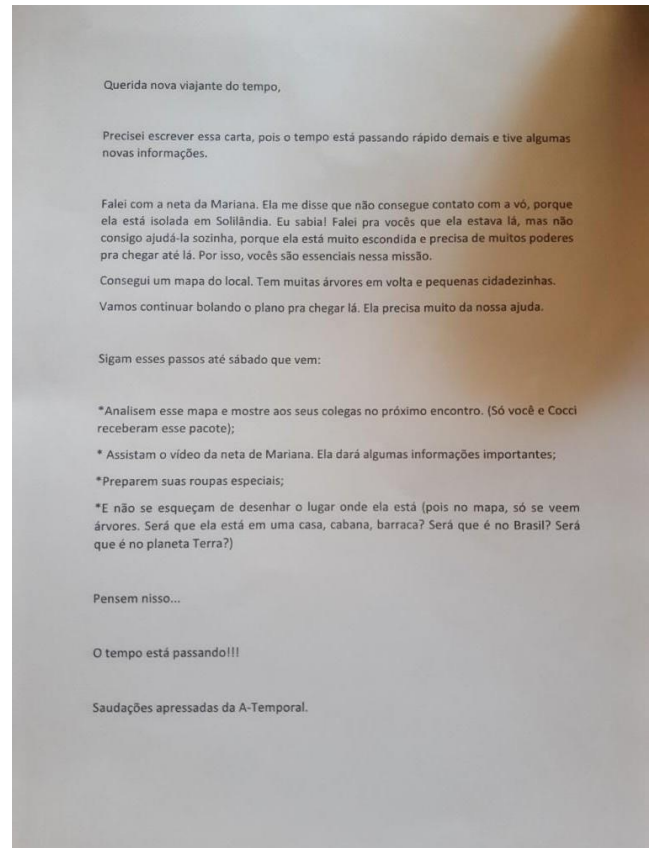 Querida nova viajante do tempo,
Precisei escrever essa carta, pois o tempo está passando rápido demais e tive algumas
novas informações.
Falei com a neta da Mariana. Ela me disse que não consegue contato com a vó, porque
ela está isolada em Solilândia. Eu sabia! Falei pra vocês que ela estava lá, mas não
consigo ajudá-la sozinha, porque ela está muito escondida e precisa de muitos poderes
pra chegar até lá. Por isso, vocês são essenciais nessa missão.
Consegui um mapa do local. Tem muitas árvores em volta e pequenas cidadezinhas.
Vamos continuar bolando o plano pra chegar lá. Ela precisa muito da nossa ajuda.
Sigam esses passos até sábado que vem:
*Analisem esse mapa e mostre aos seus colegas no próximo encontro. (Só você e Cocci
receberam esse pacote);
* Assistam o vídeo da neta de Mariana. Ela dará algumas informações importantes;
*Preparem suas roupas especiais;
*E não se esqueçam de desenhar o lugar onde ela está (pois no mapa, só se veem
árvores. Será que ela está em uma casa, cabana, barraca? Será que é no Brasil? Será
que é no planeta Terra?)
Pensem nisso...
O tempo está passando!!!
Saudações apressadas da A-Temporal.